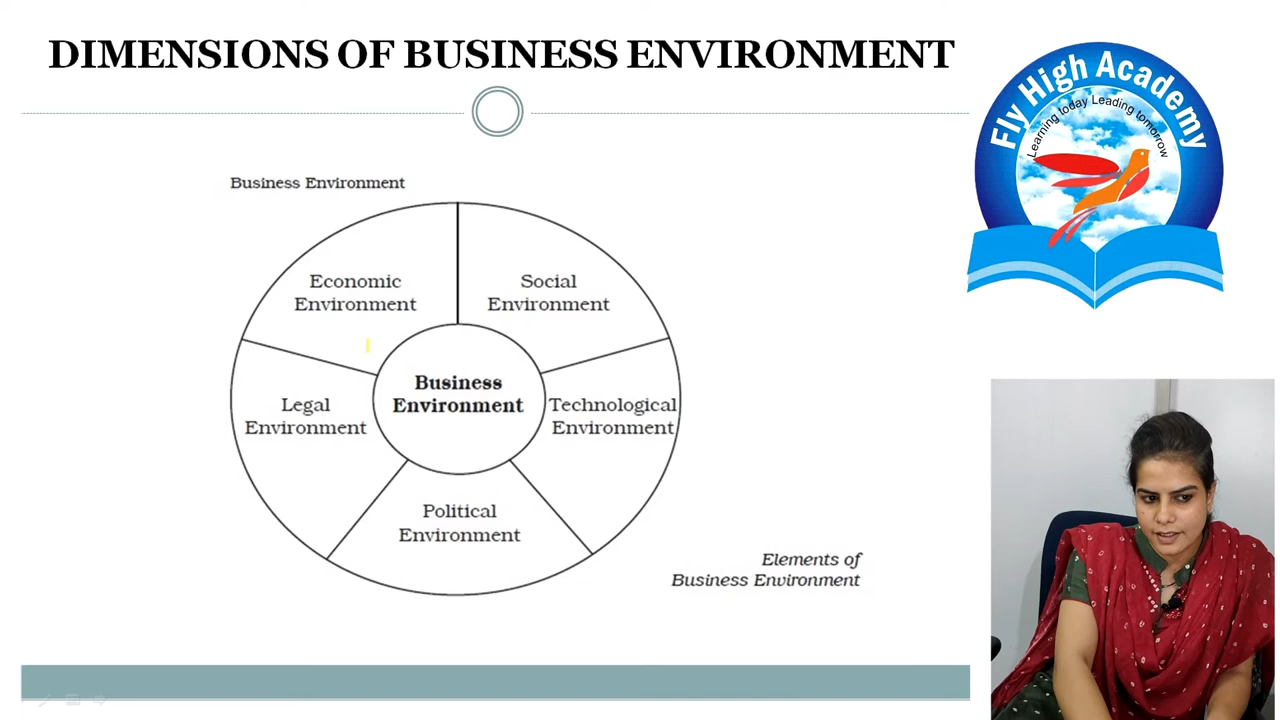 DIMENSIONS OF BUSINESS ENVIRONMENT
Fly High Academy
Learning today Leading tomorrow
Business Environment
Economic
Environment
Social
Environment
Business
Environment
Legal
Environment
Technological
Environment
Political
Environment
Elements of
Business Environment